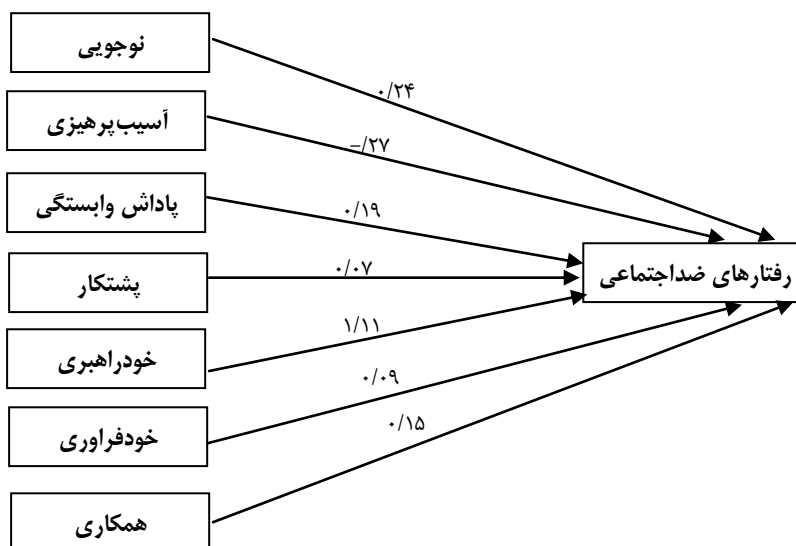 نوجویی
۰/۲۴
آسیب‌پرهیزی
-/۲۷
پاداش وابستگی
۰/۱۹
رفتارهای ضداجتماعی
پشتکار
۰/۰۷
خودراهبری
۱/۱۱
خودفراوری
۰/۰۹
همکاری
۰/۱۵